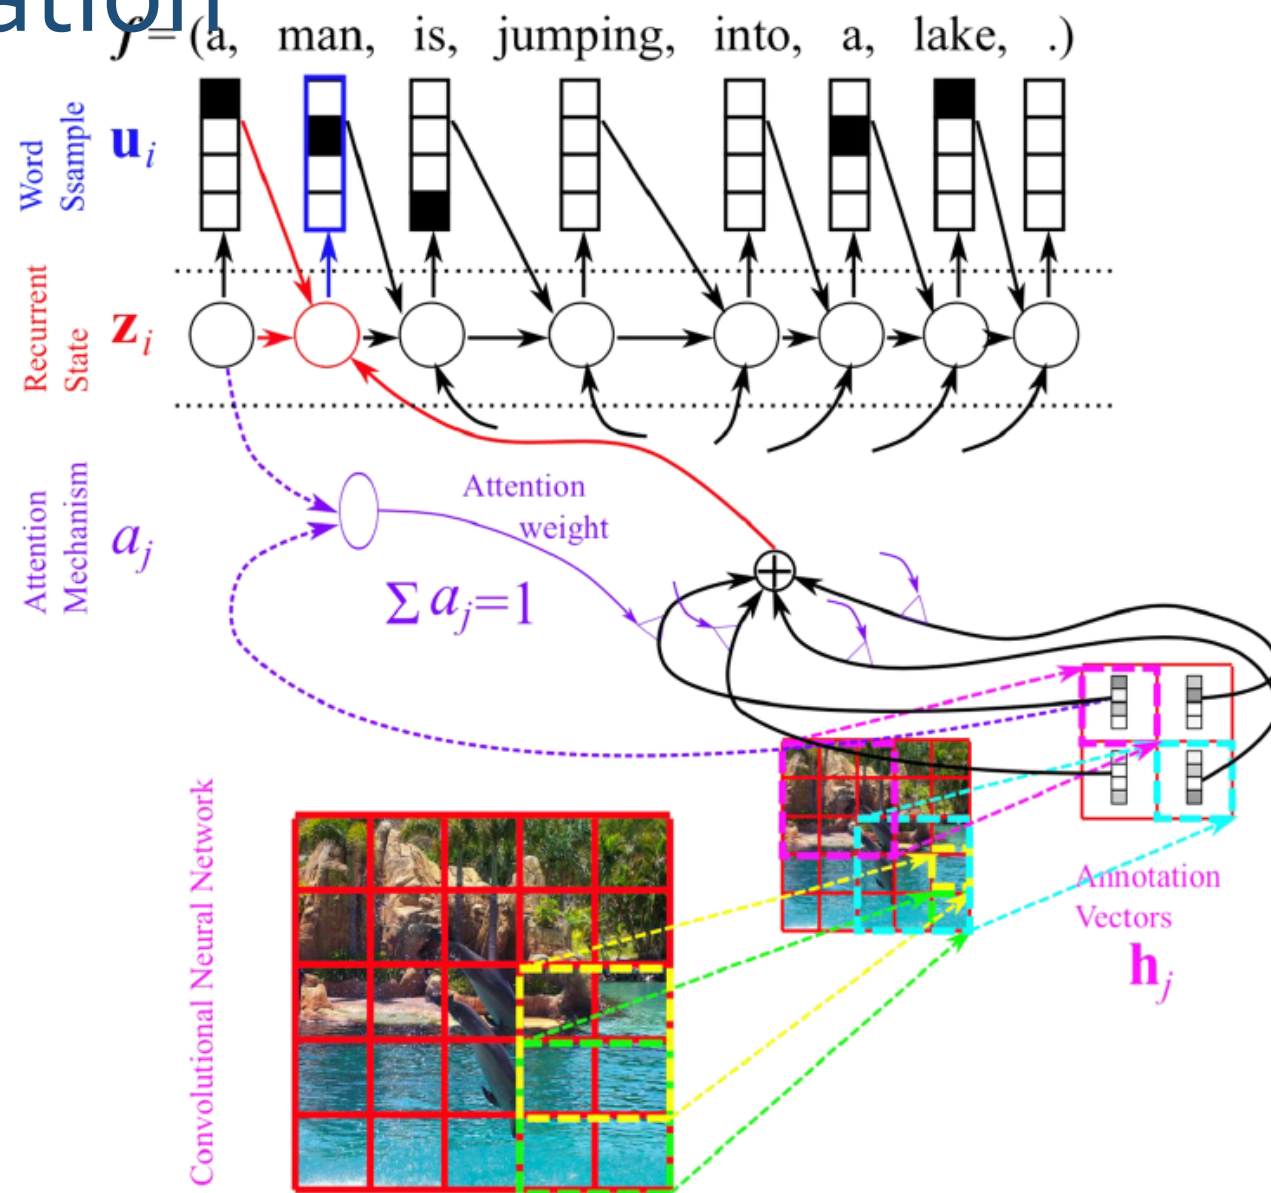 ation
f = (a, man, is, jumping, into, a, lake, .)
Word
Ssample
u_i
Recurrent
State
z_i
Attention
Mechanism
a_j
Attention
weight
∑ a_j=1
Convolutional Neural Network
Annotation
Vectors
h_j